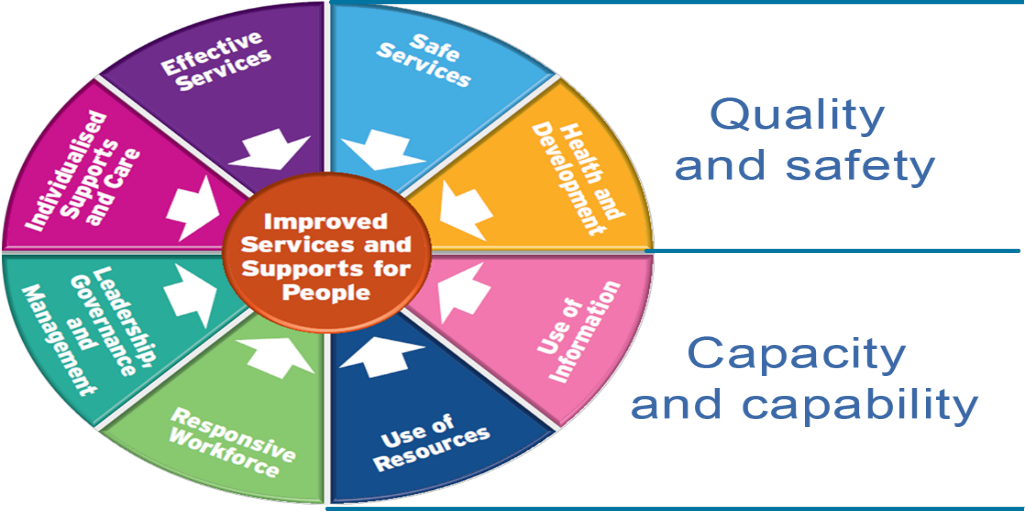 Effective
Services
Safe
Services
Health and
Development
Individualised
Supports
and Care
Improved
Services and
Supports for
People
Leadership,
Governance
and
Management
Responsive
Workforce
Use of
Resources
Use of
Information
Quality
and safety
Capacity
and capability